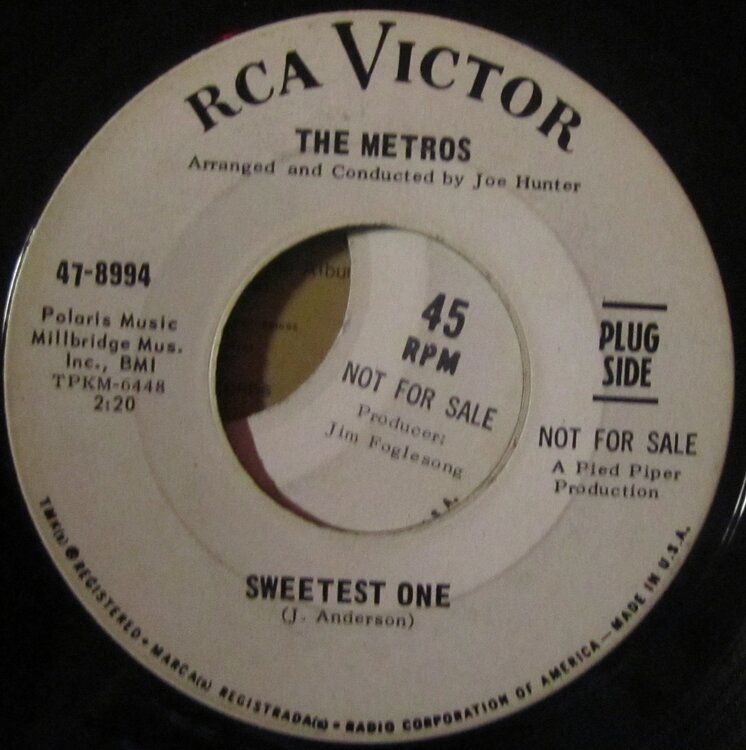 RCA VICTOR
THE METROS
Arranged and Conducted by Joe Hunter
47-8994
Polaris Music
Millbridge Mus.
Inc., BMI
TPKM-6448
2:20
Album
45
RPM
NOT FOR SALE
Producer:
Jim Foglesong
S.A.
PLUG
SIDE
NOT FOR SALE
A Pied Piper
Production
SWEETEST ONE
(J. Anderson)
TMK(s) ® REGISTERED • MARCA(s) REGISTRADA(s) • RADIO CORPORATION OF AMERICA—MADE IN U.S.A.